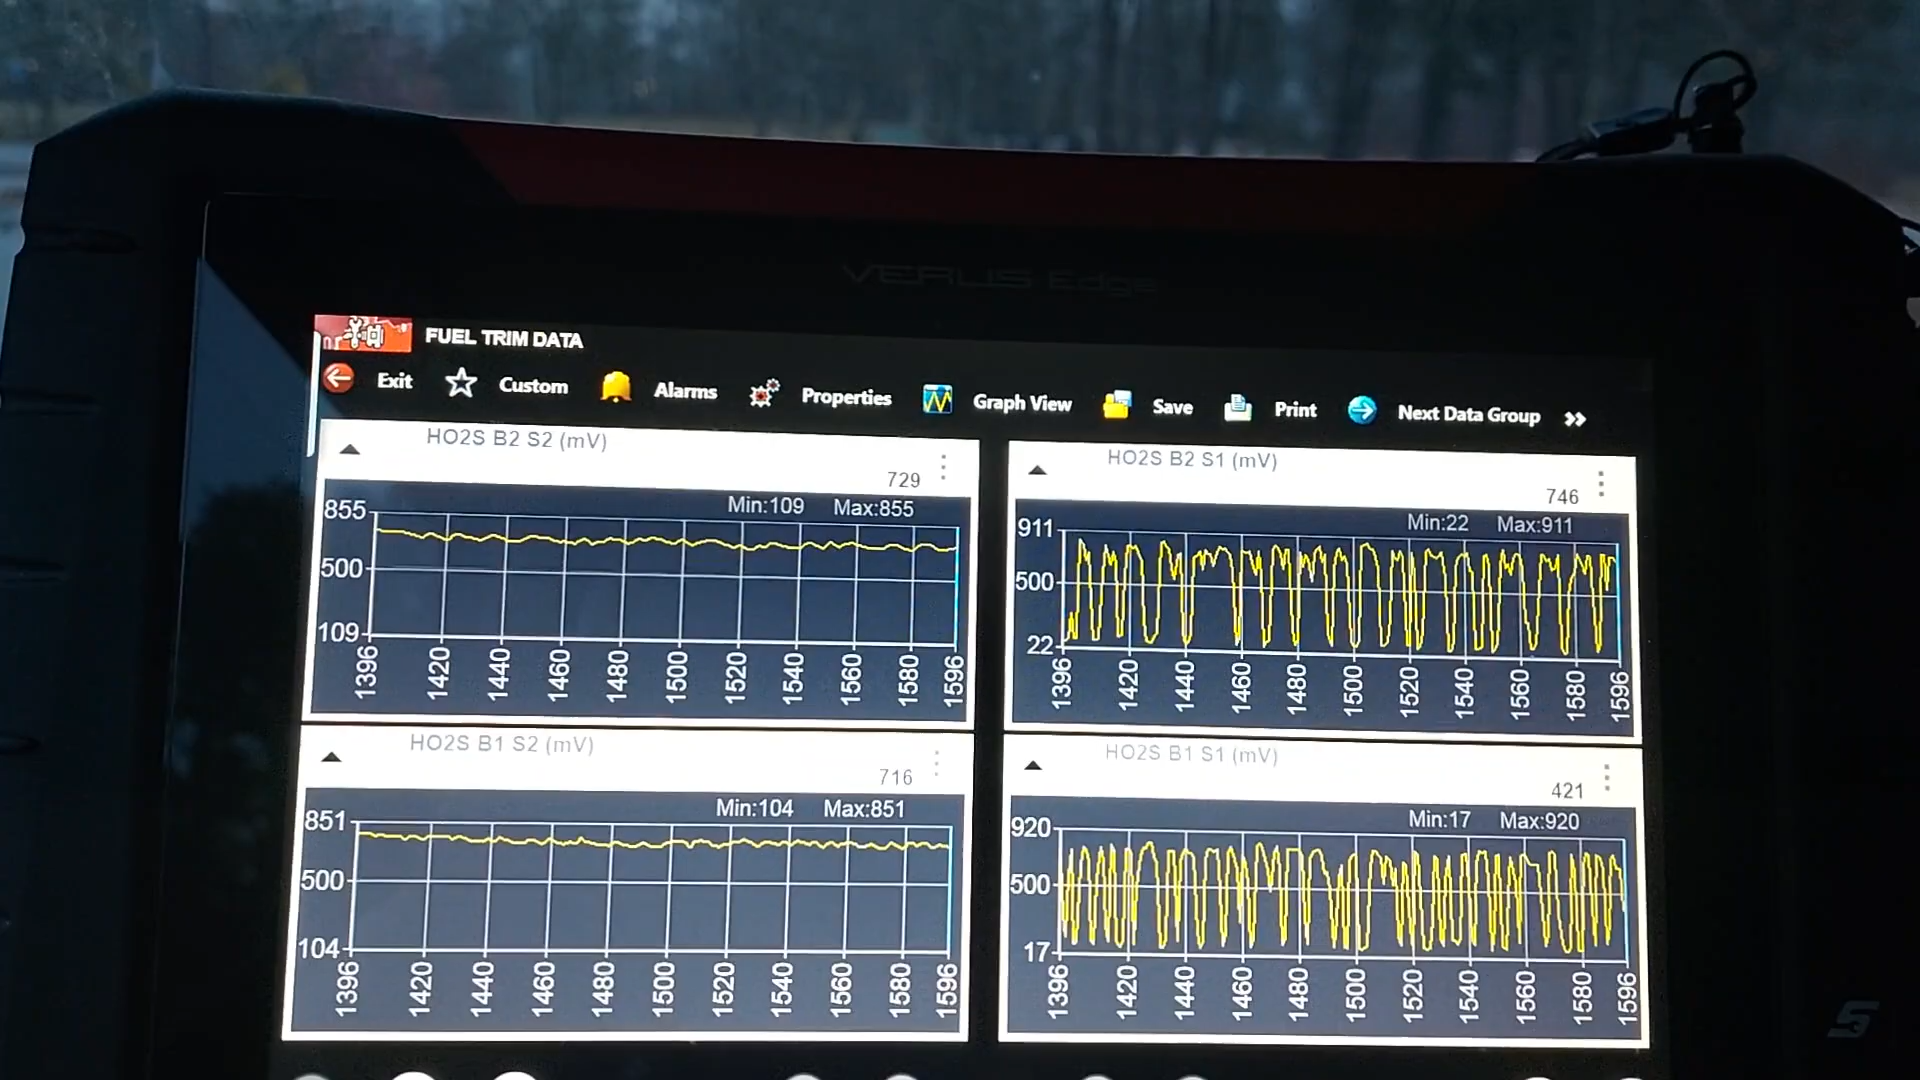 VERUS Edge
FUEL TRIM DATA
Exit Custom Alarms Properties Graph View Save Print Next Data Group
HO2S B2 S2 (mV)
729
Min:109 Max:855
855
500
109
1396 1420 1440 1460 1480 1500 1520 1540 1560 1580 1596
HO2S B2 S1 (mV)
746
Min:22 Max:911
911
500
22
1396 1420 1440 1460 1480 1500 1520 1540 1560 1580 1596
HO2S B1 S2 (mV)
716
Min:104 Max:851
851
500
104
1396 1420 1440 1460 1480 1500 1520 1540 1560 1580 1596
HO2S B1 S1 (mV)
421
Min:17 Max:920
920
500
17
1396 1420 1440 1460 1480 1500 1520 1540 1560 1580 1596